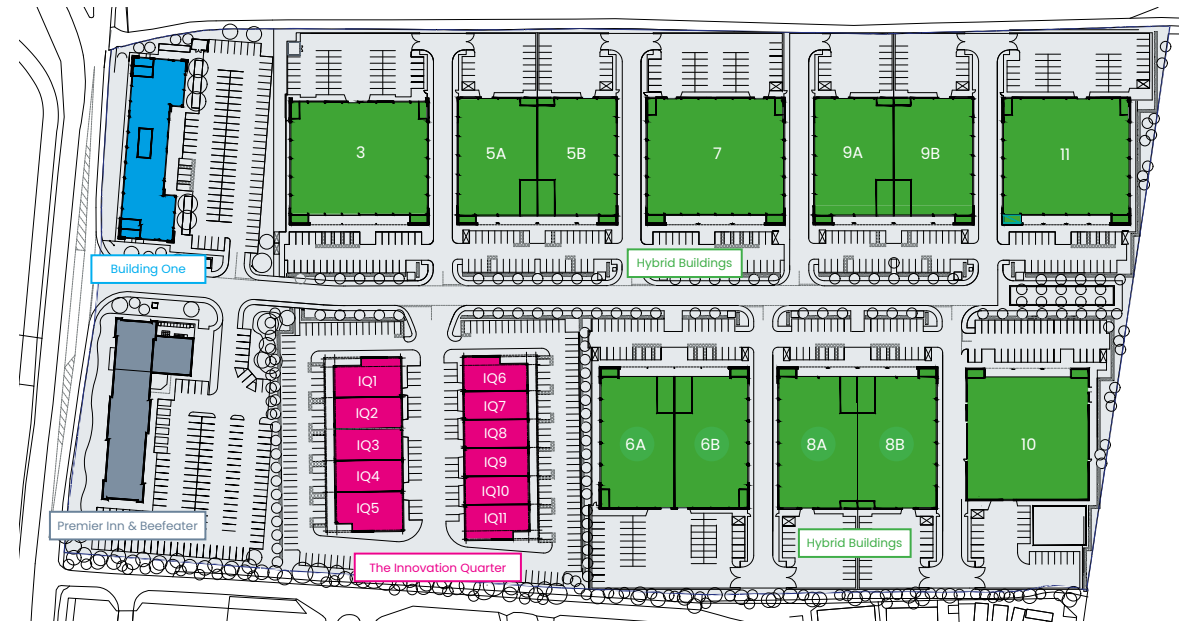 3
5A
5B
7
9A
9B
11
Building One
Hybrid Buildings
IQ1
IQ2
IQ3
IQ4
IQ5
IQ6
IQ7
IQ8
IQ9
IQ10
IQ11
6A
6B
8A
8B
10
Premier Inn & Beefeater
The Innovation Quarter
Hybrid Buildings